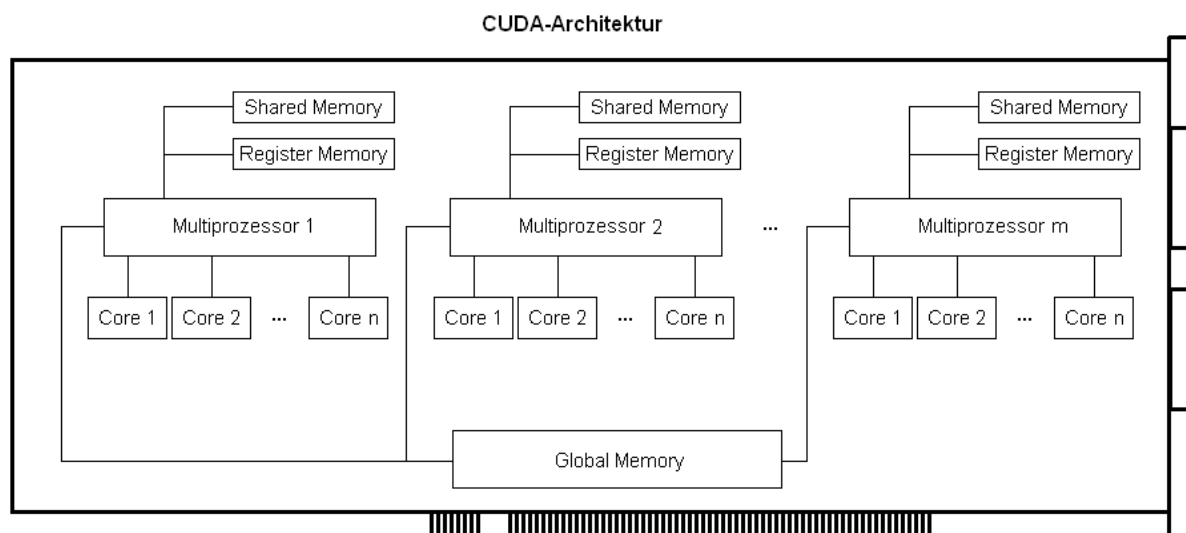 CUDA-Architektur
Shared Memory
Shared Memory
Shared Memory
Register Memory
Register Memory
Register Memory
Multiprozessor 1
Multiprozessor 2
...
Multiprozessor m
Core 1
Core 2
...
Core n
Core 1
Core 2
...
Core n
Core 1
Core 2
...
Core n
Global Memory